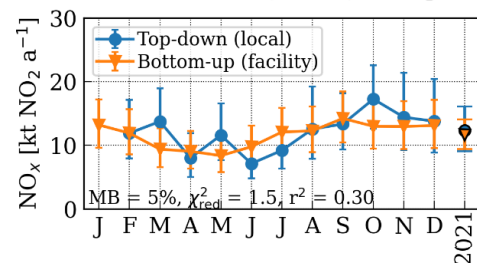 NOₓ [kt NO₂ a⁻¹]
30
20
10
0
Top-down (local)
Bottom-up (facility)
MB = 5%, χ²_red = 1.5, r² = 0.30
J F M A M J J A S O N D 2021